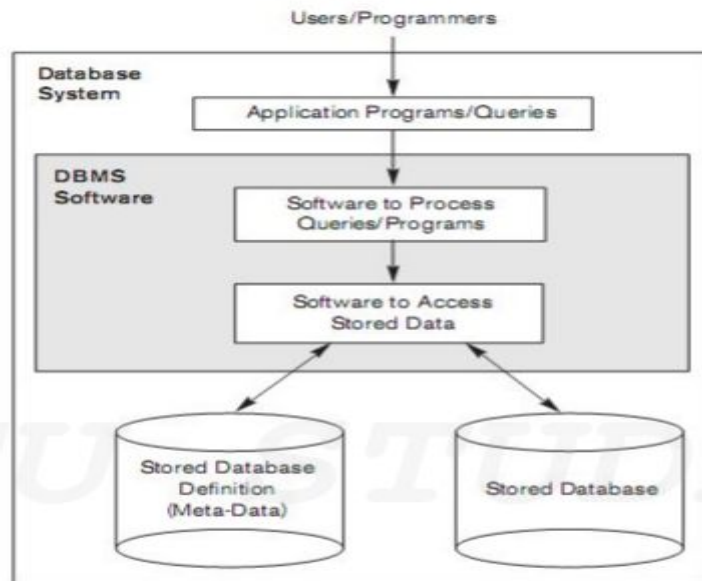 Users/Programmers
Database
System
Application Programs/Queries
DBMS
Software
Software to Process
Queries/Programs
Software to Access
Stored Data
Stored Database
Definition
(Meta-Data)
Stored Database